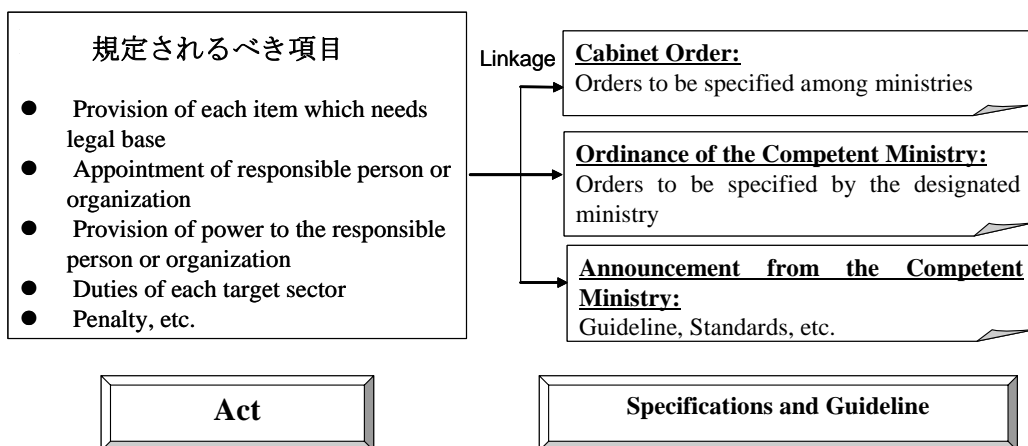 規定されるべき項目
● Provision of each item which needs
legal base
● Appointment of responsible person or
organization
● Provision of power to the responsible
person or organization
● Duties of each target sector
● Penalty, etc.
Linkage
Cabinet Order:
Orders to be specified among ministries
Ordinance of the Competent Ministry:
Orders to be specified by the designated
ministry
Announcement from the Competent
Ministry:
Guideline, Standards, etc.
Act
Specifications and Guideline